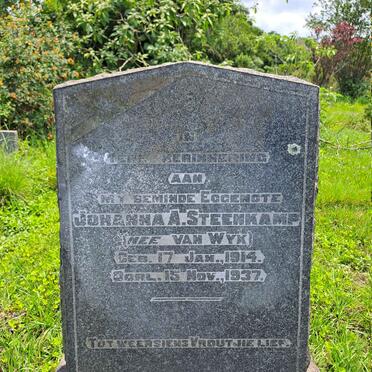 TER HERINNERING
AAN
MY BEMINDE EGGENOTE
JOHANNA A. STEENKAMP
(NEE VAN WYK)
GEB. 17 JAN., 1914.
OORL. 15 NOV., 1937.
TOT WEERSIENS VROUTJIE LIEF.